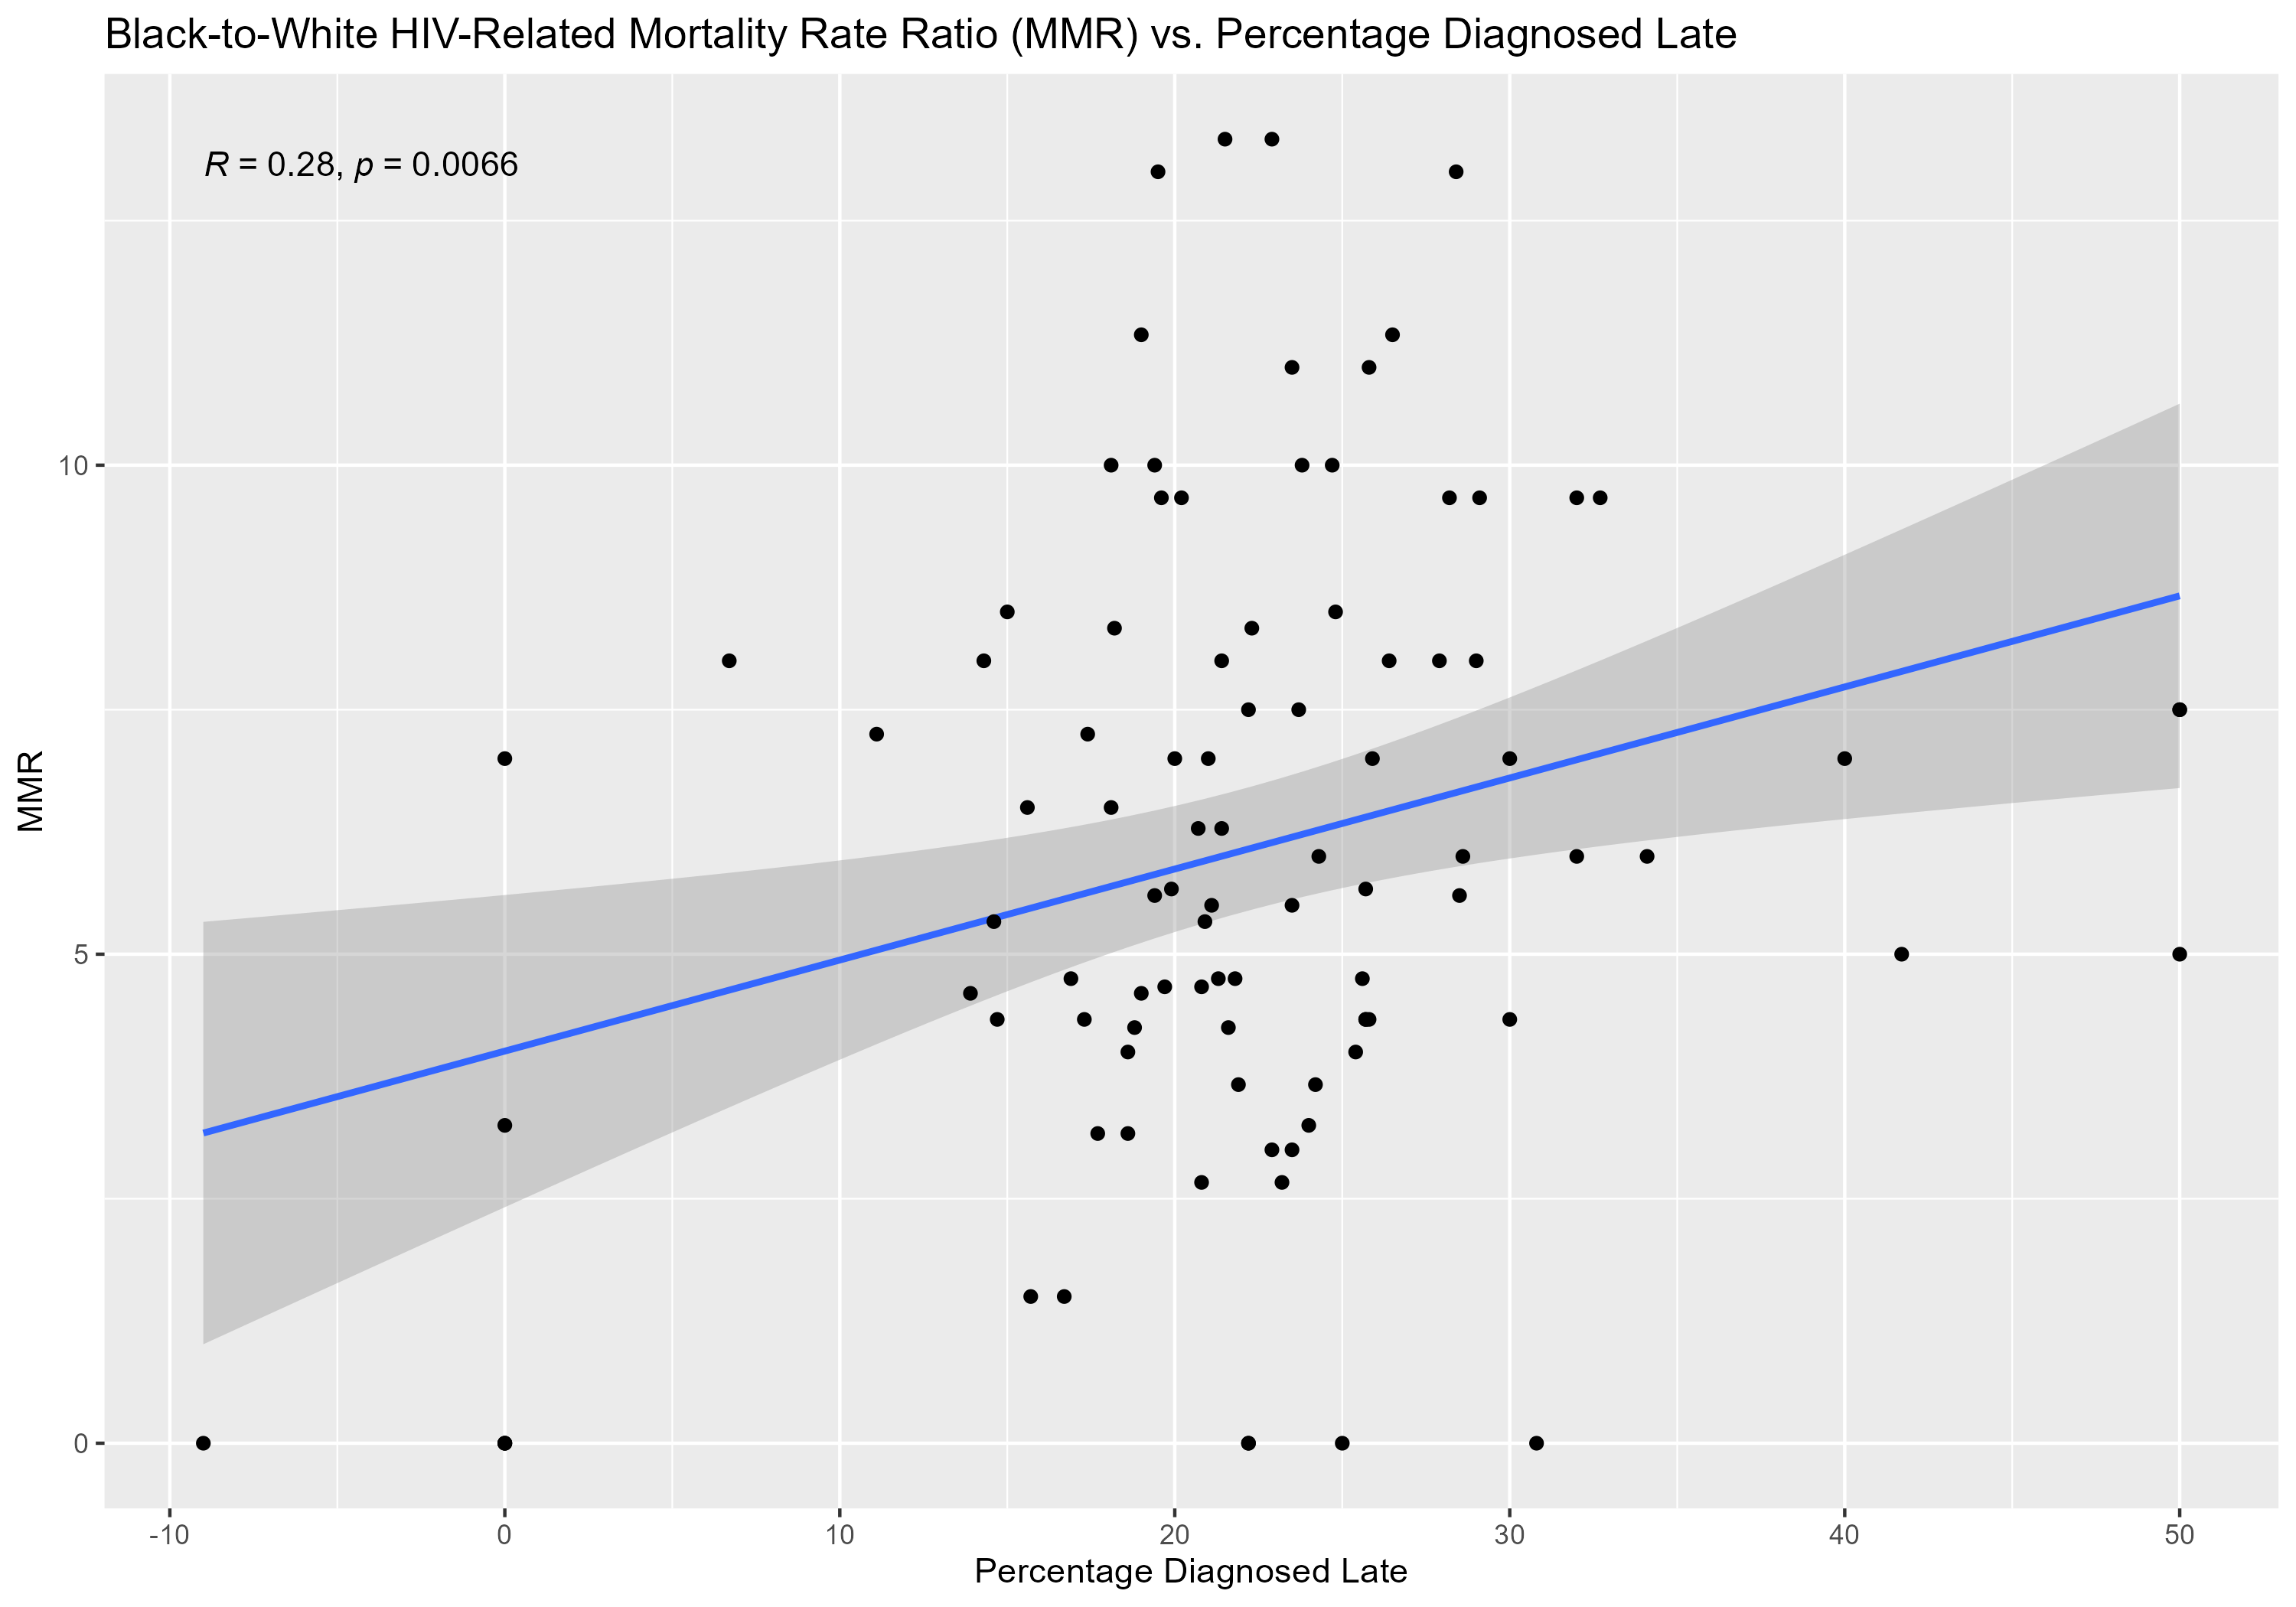 Black-to-White HIV-Related Mortality Rate Ratio (MMR) vs. Percentage Diagnosed Late
R = 0.28, p = 0.0066
10
5
0
MMR
-10 0 10 20 30 40 50
Percentage Diagnosed Late